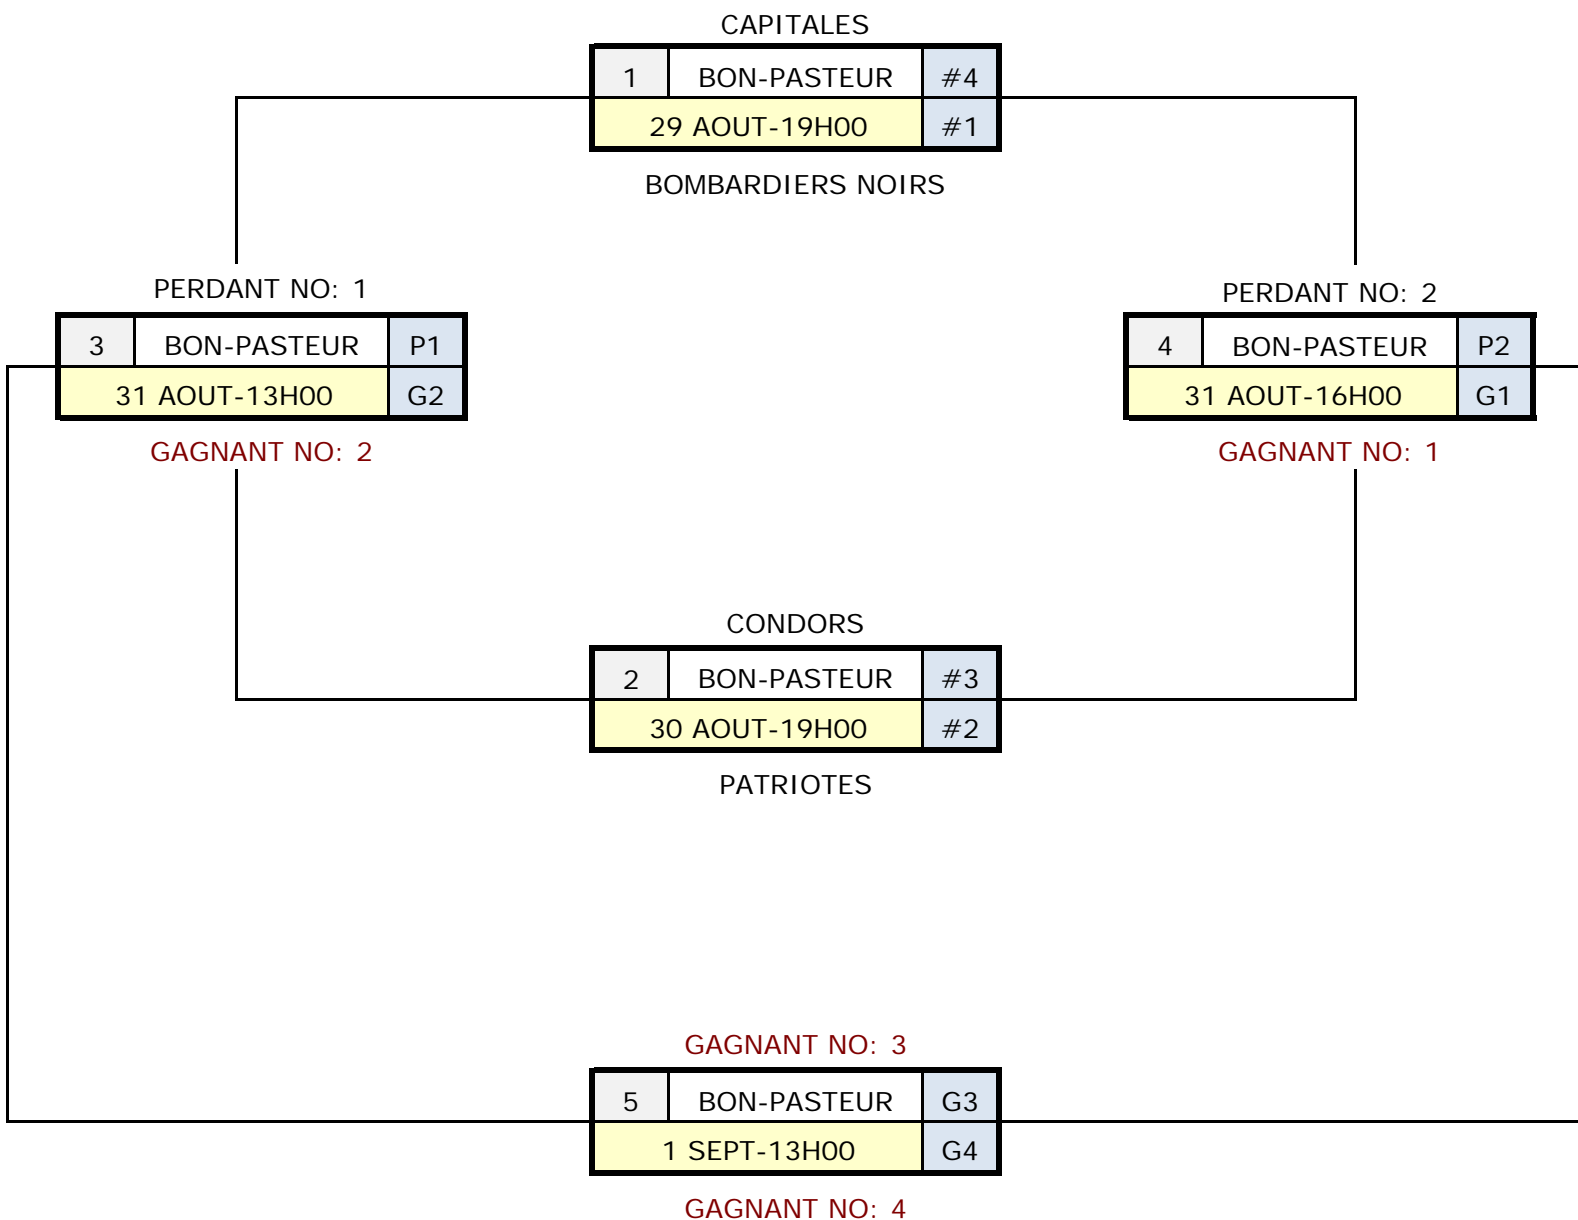 CAPITALES
1 BON-PASTEUR #4
29 AOUT-19H00 #1
BOMBARDIERS NOIRS
PERDANT NO: 1
3 BON-PASTEUR P1
31 AOUT-13H00 G2
GAGNANT NO: 2
PERDANT NO: 2
4 BON-PASTEUR P2
31 AOUT-16H00 G1
GAGNANT NO: 1
CONDORS
2 BON-PASTEUR #3
30 AOUT-19H00 #2
PATRIOTES
GAGNANT NO: 3
5 BON-PASTEUR G3
1 SEPT-13H00 G4
GAGNANT NO: 4